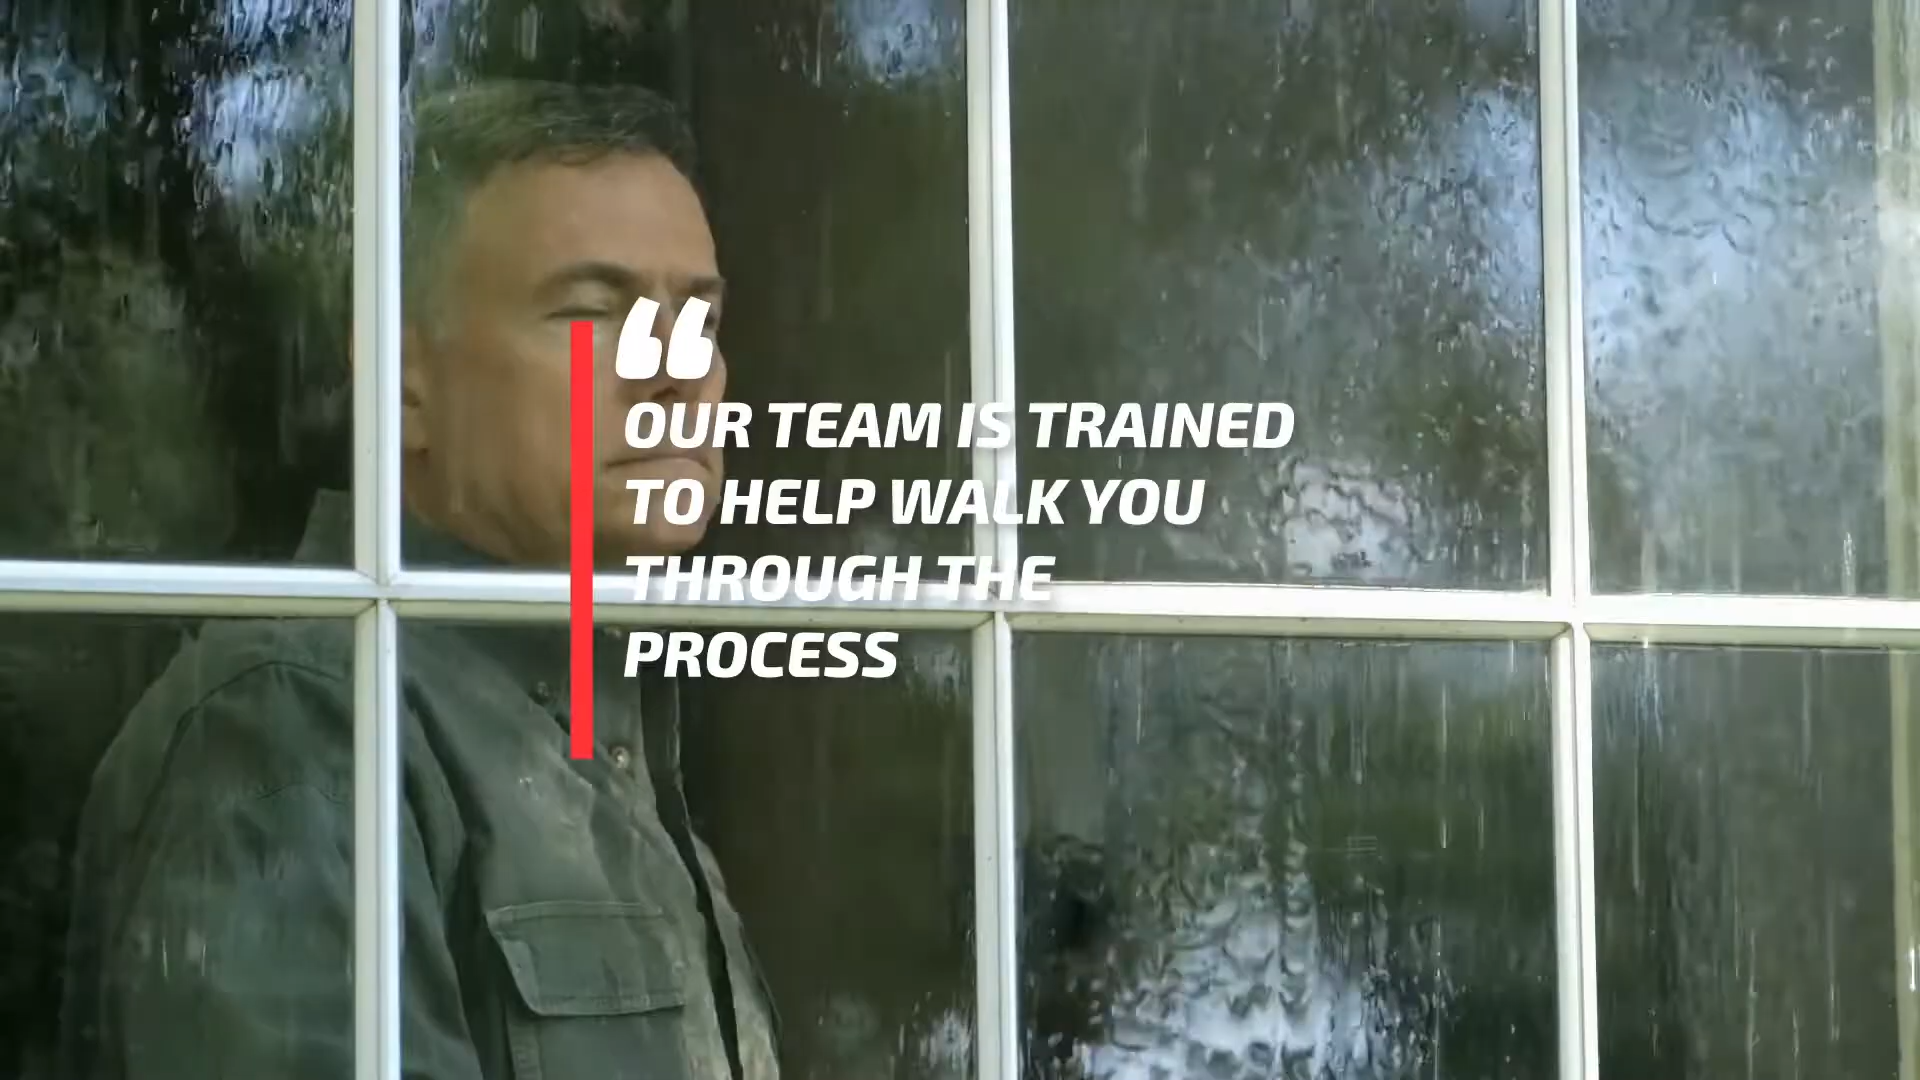 “
OUR TEAM IS TRAINED
TO HELP WALK YOU
THROUGH THE
PROCESS